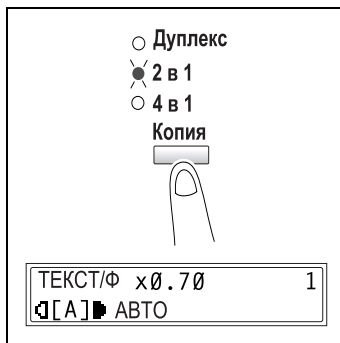 Дуплекс
2 в 1
4 в 1
Копия
ТЕКСТ/Ф x0.70 1
[A] АВТО